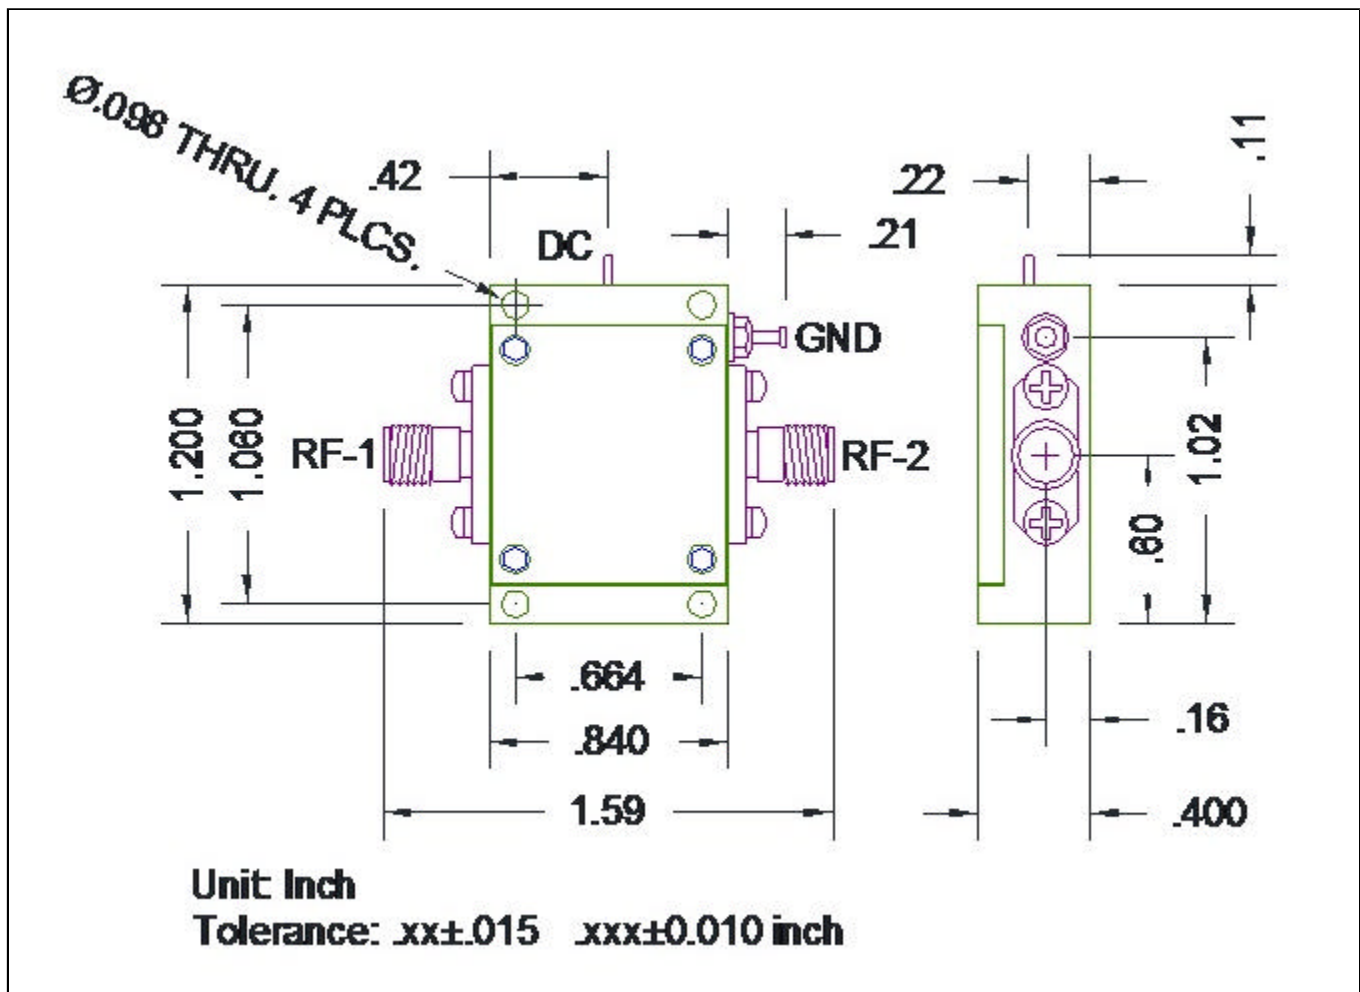 Ø.096 THRU. 4 PLCS.
.42
.22
.11
DC
.21
GND
1.200
1.060
RF-1
RF-2
1.02
.60
.664
.840
.16
1.59
.400
Unit: Inch
Tolerance: .xx±.015 .xxx±0.010 inch